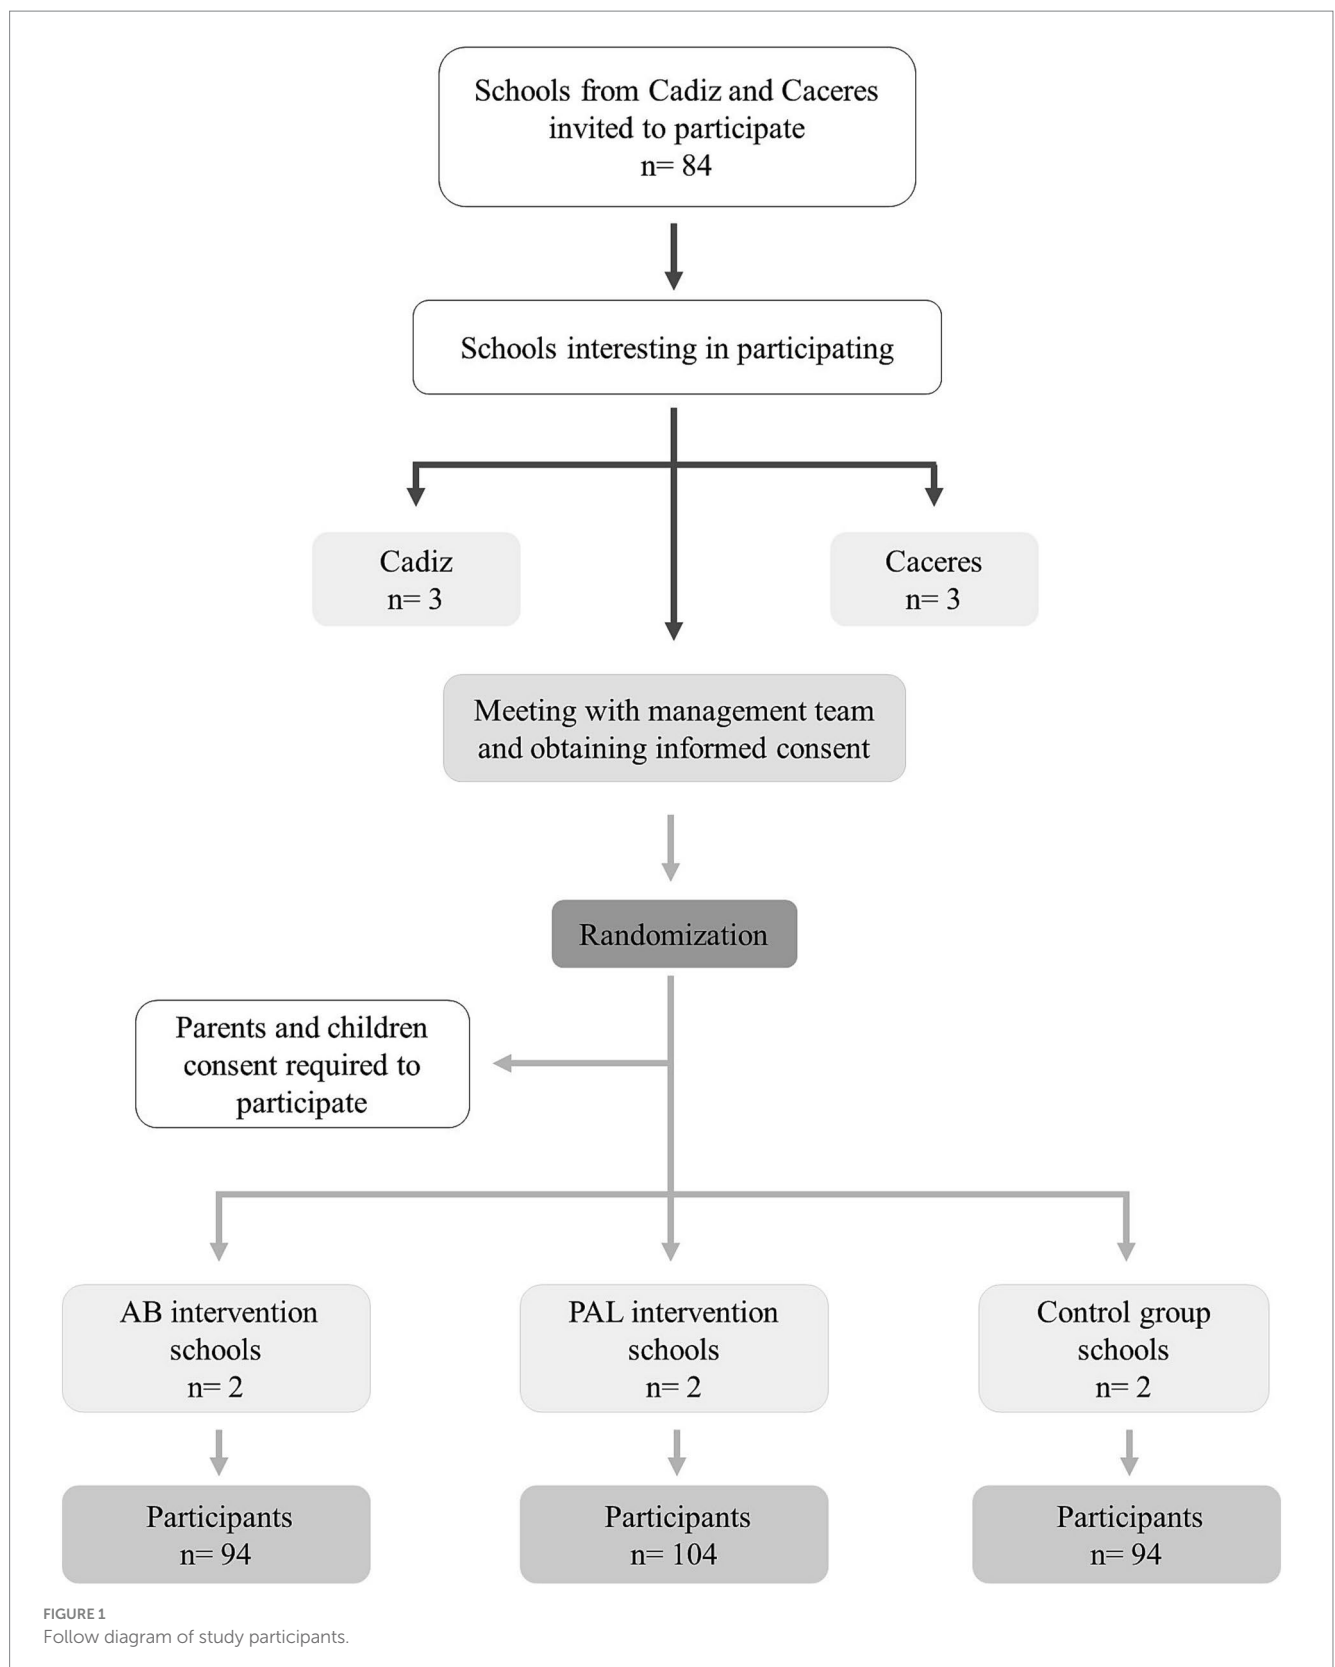 Schools from Cadiz and Caceres
invited to participate
n= 84
Schools interesting in participating
Cadiz
n= 3
Caceres
n= 3
Meeting with management team
and obtaining informed consent
Randomization
Parents and children
consent required to
participate
AB intervention
schools
n= 2
PAL intervention
schools
n= 2
Control group
schools
n= 2
Participants
n= 94
Participants
n= 104
Participants
n= 94
FIGURE 1
Follow diagram of study participants.